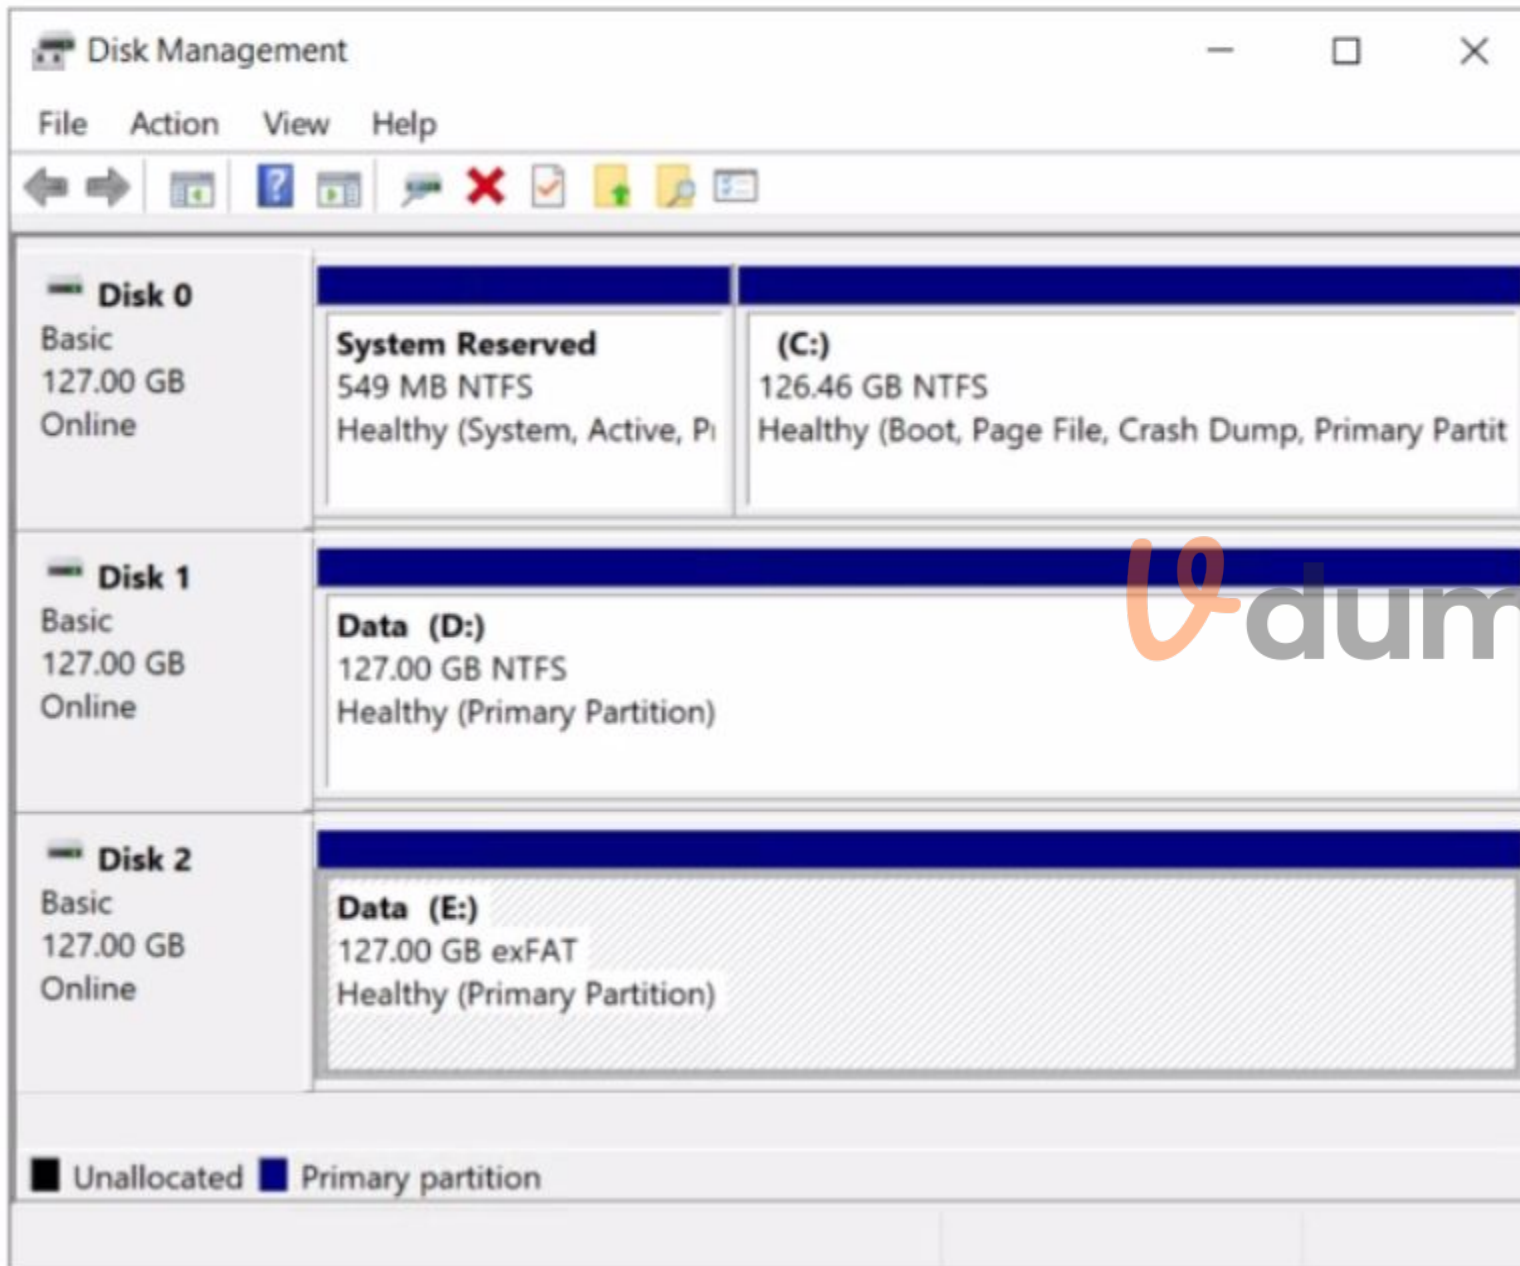 Disk Management
File Action View Help
Disk 0
Basic
127.00 GB
Online
System Reserved
549 MB NTFS
Healthy (System, Active, Pr
(C:)
126.46 GB NTFS
Healthy (Boot, Page File, Crash Dump, Primary Partit
Disk 1
Basic
127.00 GB
Online
Data (D:)
127.00 GB NTFS
Healthy (Primary Partition)
dum
Disk 2
Basic
127.00 GB
Online
Data (E:)
127.00 GB exFAT
Healthy (Primary Partition)
Unallocated Primary partition